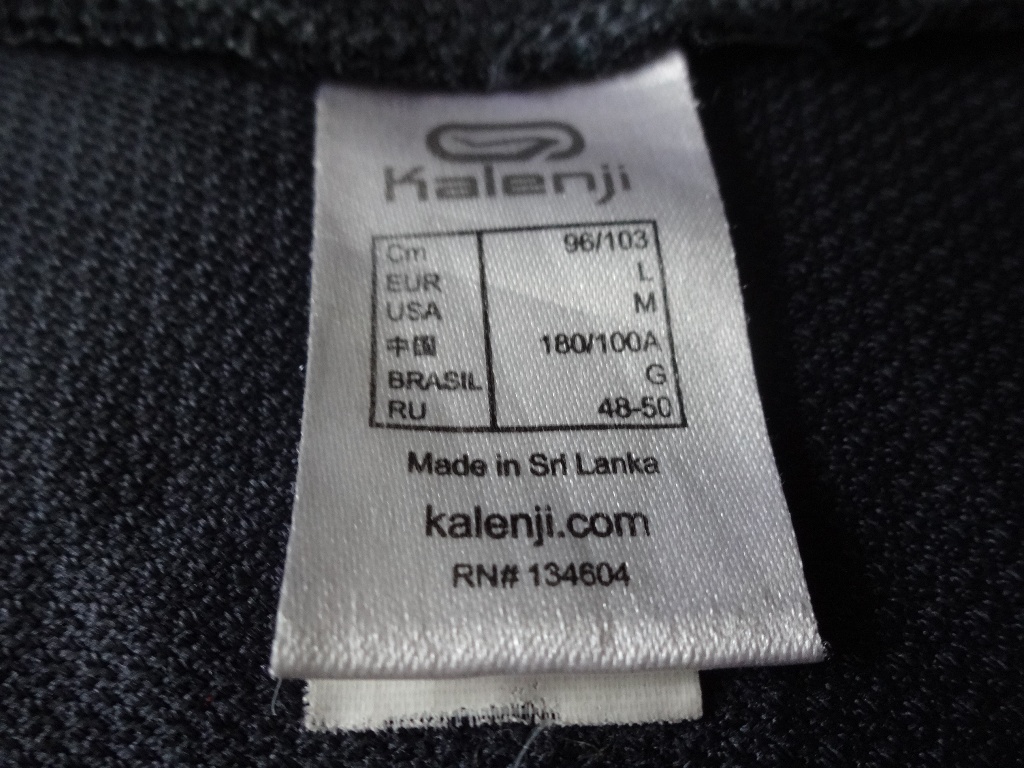 Kalenji
Cm 96/103
EUR L
USA M
中国 180/100A
BRASIL G
RU 48-50
Made in Sri Lanka
kalenji.com
RN# 134604